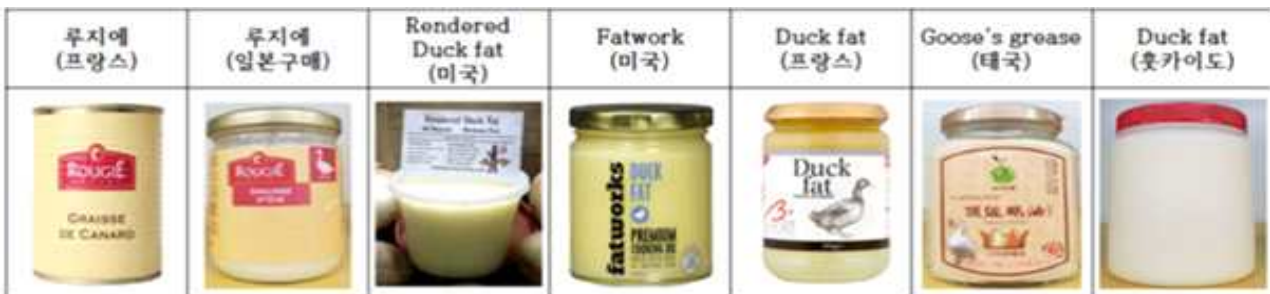 루지에
(프랑스)
루지에
(일본구매)
Rendered
Duck fat
(미국)
Fatwork
(미국)
Duck fat
(프랑스)
Goose's grease
(태국)
Duck fat
(홋카이도)
ROUGIÉ
GRAISSE
DE CANARD
ROUGIÉ
Rendered Duck Fat
fatworks
DUCK
FAT
PREMIUM
COOKING OIL
Duck
fat